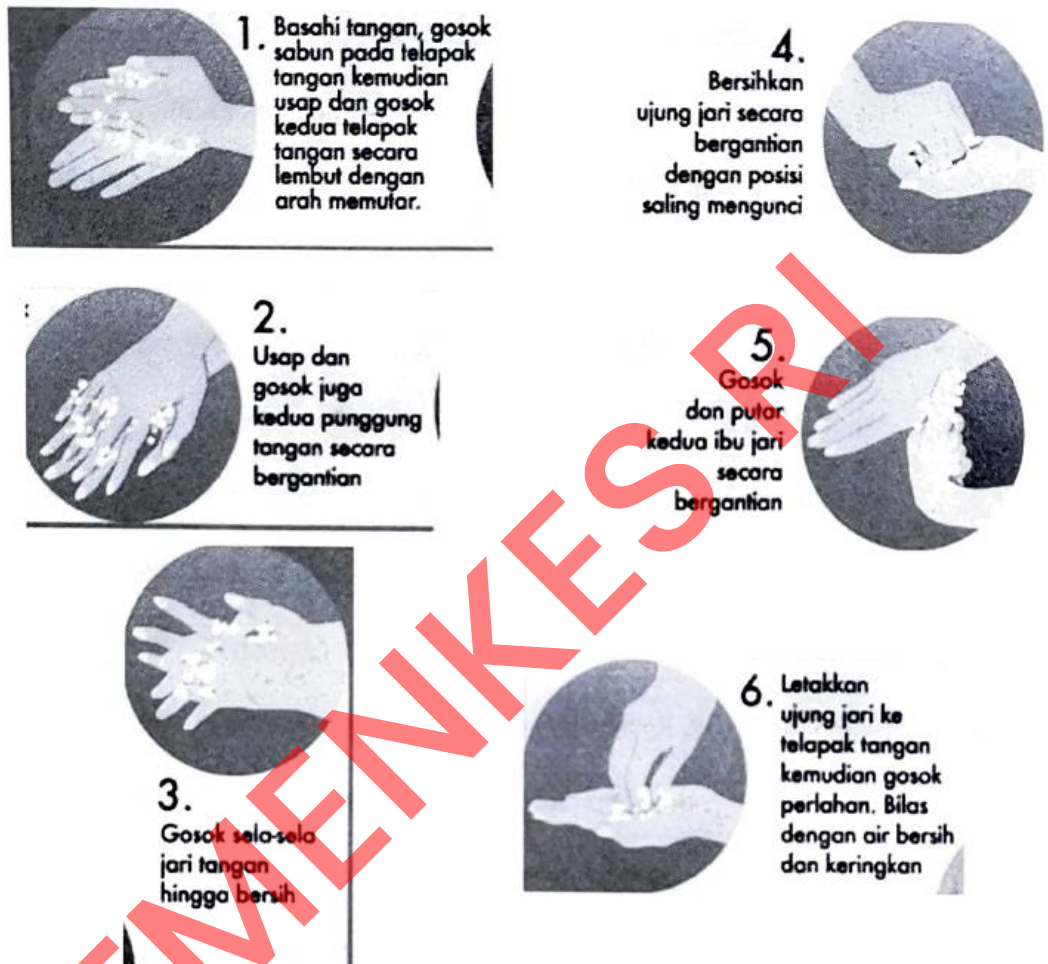 1. Basahi tangan, gosok
sabun pada telapak
tangan kemudian
usap dan gosok
kedua telapak
tangan secara
lembut dengan
arah memutar.
2.
Usap dan
gosok juga
kedua punggung
tangan secara
bergantian
3.
Gosok sela-sela
jari tangan
hingga bersih
4.
Bersihkan
ujung jari secara
bergantian
dengan posisi
saling mengunci
5.
Gosok
dan putar
kedua ibu jari
secara
bergantian
6. Letakkan
ujung jari ke
telapak tangan
kemudian gosok
perlahan. Bilas
dengan air bersih
dan keringkan
EMENKES RI